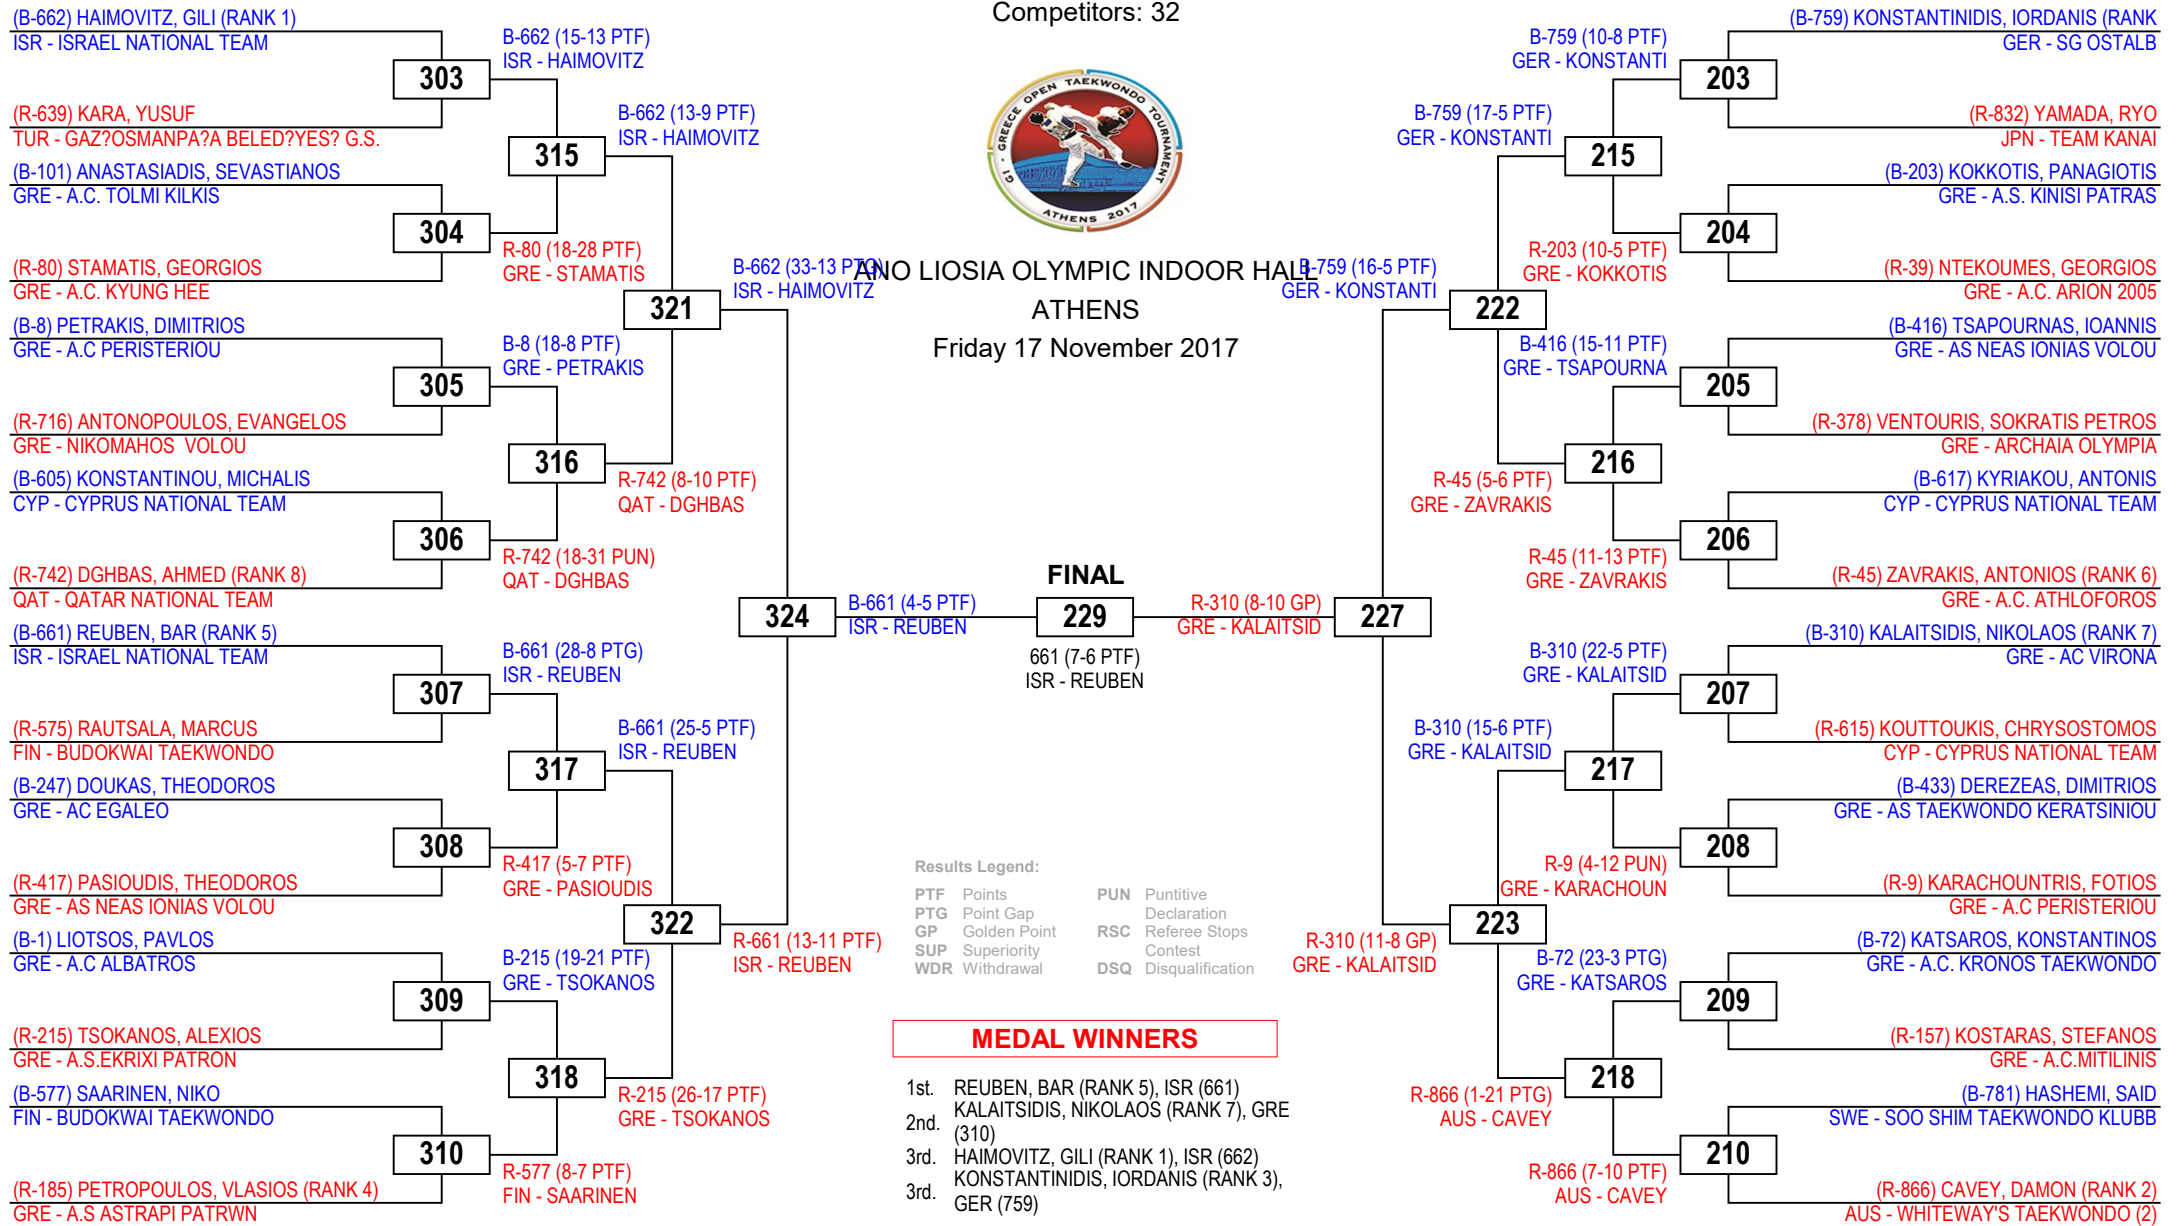 Competitors: 32
GI - GREECE OPEN TAEKWONDO TOURNAMENT
ATHENS 2017
ANO LIOSIA OLYMPIC INDOOR HALL
ATHENS
Friday 17 November 2017
(B-662) HAIMOVITZ, GILI (RANK 1)
ISR - ISRAEL NATIONAL TEAM
303
(R-639) KARA, YUSUF
TUR - GAZ?OSMANPA?A BELED?YES? G.S.
(B-101) ANASTASIADIS, SEVASTIANOS
GRE - A.C. TOLMI KILKIS
304
(R-80) STAMATIS, GEORGIOS
GRE - A.C. KYUNG HEE
(B-8) PETRAKIS, DIMITRIOS
GRE - A.C PERISTERIOU
305
(R-716) ANTONOPOULOS, EVANGELOS
GRE - NIKOMAHOS  VOLOU
(B-605) KONSTANTINOU, MICHALIS
CYP - CYPRUS NATIONAL TEAM
306
(R-742) DGHBAS, AHMED (RANK 8)
QAT - QATAR NATIONAL TEAM
(B-661) REUBEN, BAR (RANK 5)
ISR - ISRAEL NATIONAL TEAM
307
(R-575) RAUTSALA, MARCUS
FIN - BUDOKWAI TAEKWONDO
(B-247) DOUKAS, THEODOROS
GRE - AC EGALEO
308
(R-417) PASIOUDIS, THEODOROS
GRE - AS NEAS IONIAS VOLOU
(B-1) LIOTSOS, PAVLOS
GRE - A.C ALBATROS
309
(R-215) TSOKANOS, ALEXIOS
GRE - A.S.EKRIXI PATRON
(B-577) SAARINEN, NIKO
FIN - BUDOKWAI TAEKWONDO
310
(R-185) PETROPOULOS, VLASIOS (RANK 4)
GRE - A.S ASTRAPI PATRWN
B-662 (15-13 PTF)
ISR - HAIMOVITZ
315
R-80 (18-28 PTF)
GRE - STAMATIS
B-8 (18-8 PTF)
GRE - PETRAKIS
316
R-742 (18-31 PUN)
QAT - DGHBAS
B-661 (28-8 PTG)
ISR - REUBEN
317
R-417 (5-7 PTF)
GRE - PASIOUDIS
B-215 (19-21 PTF)
GRE - TSOKANOS
318
R-577 (8-7 PTF)
FIN - SAARINEN
B-662 (13-9 PTF)
ISR - HAIMOVITZ
321
R-742 (8-10 PTF)
QAT - DGHBAS
B-661 (25-5 PTF)
ISR - REUBEN
322
R-215 (26-17 PTF)
GRE - TSOKANOS
B-662 (33-13 PTG)
ISR - HAIMOVITZ
324
R-661 (13-11 PTF)
ISR - REUBEN
B-661 (4-5 PTF)
ISR - REUBEN
FINAL
229
661 (7-6 PTF)
ISR - REUBEN
R-310 (8-10 GP)
GRE - KALAITSID
B-759 (16-5 PTF)
GER - KONSTANTI
227
R-310 (11-8 GP)
GRE - KALAITSID
B-759 (17-5 PTF)
GER - KONSTANTI
222
R-45 (5-6 PTF)
GRE - ZAVRAKIS
B-310 (15-6 PTF)
GRE - KALAITSID
223
R-866 (1-21 PTG)
AUS - CAVEY
B-759 (10-8 PTF)
GER - KONSTANTI
215
R-203 (10-5 PTF)
GRE - KOKKOTIS
B-416 (15-11 PTF)
GRE - TSAPOURNA
216
R-45 (11-13 PTF)
GRE - ZAVRAKIS
B-310 (22-5 PTF)
GRE - KALAITSID
217
R-9 (4-12 PUN)
GRE - KARACHOUN
B-72 (23-3 PTG)
GRE - KATSAROS
218
R-866 (7-10 PTF)
AUS - CAVEY
(B-759) KONSTANTINIDIS, IORDANIS (RANK
GER - SG OSTALB
203
(R-832) YAMADA, RYO
JPN - TEAM KANAI
(B-203) KOKKOTIS, PANAGIOTIS
GRE - A.S. KINISI PATRAS
204
(R-39) NTEKOUMES, GEORGIOS
GRE - A.C. ARION 2005
(B-416) TSAPOURNAS, IOANNIS
GRE - AS NEAS IONIAS VOLOU
205
(R-378) VENTOURIS, SOKRATIS PETROS
GRE - ARCHAIA OLYMPIA
(B-617) KYRIAKOU, ANTONIS
CYP - CYPRUS NATIONAL TEAM
206
(R-45) ZAVRAKIS, ANTONIOS (RANK 6)
GRE - A.C. ATHLOFOROS
(B-310) KALAITSIDIS, NIKOLAOS (RANK 7)
GRE - AC VIRONA
207
(R-615) KOUTTOUKIS, CHRYSOSTOMOS
CYP - CYPRUS NATIONAL TEAM
(B-433) DEREZEAS, DIMITRIOS
GRE - AS TAEKWONDO KERATSINIOU
208
(R-9) KARACHOUNTRIS, FOTIOS
GRE - A.C PERISTERIOU
(B-72) KATSAROS, KONSTANTINOS
GRE - A.C. KRONOS TAEKWONDO
209
(R-157) KOSTARAS, STEFANOS
GRE - A.C.MITILINIS
(B-781) HASHEMI, SAID
SWE - SOO SHIM TAEKWONDO KLUBB
210
(R-866) CAVEY, DAMON (RANK 2)
AUS - WHITEWAY'S TAEKWONDO (2)
Results Legend:
PTF Points
PTG Point Gap
GP Golden Point
SUP Superiority
WDR Withdrawal
PUN Puntitive
Declaration
RSC Referee Stops
Contest
DSQ Disqualification
MEDAL WINNERS
1st. REUBEN, BAR (RANK 5), ISR (661)
2nd. KALAITSIDIS, NIKOLAOS (RANK 7), GRE
(310)
3rd. HAIMOVITZ, GILI (RANK 1), ISR (662)
3rd. KONSTANTINIDIS, IORDANIS (RANK 3),
GER (759)